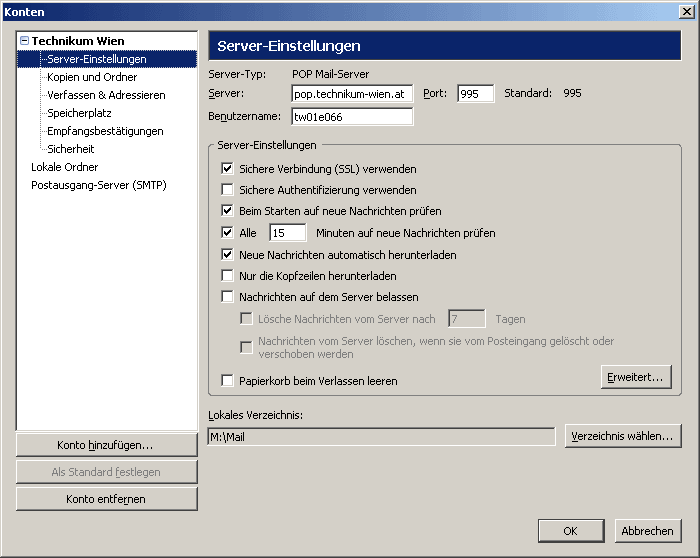 Konten
Technikum Wien
Server-Einstellungen
Kopien und Ordner
Verfassen & Adressieren
Speicherplatz
Empfangsbestätigungen
Sicherheit
Lokale Ordner
Postausgang-Server (SMTP)
Konto hinzufügen...
Als Standard festlegen
Konto entfernen
Server-Einstellungen
Server-Typ: POP Mail-Server
Server: pop.technikum-wien.at Port: 995 Standard: 995
Benutzername: tw01e066
Server-Einstellungen
Sichere Verbindung (SSL) verwenden
Sichere Authentifizierung verwenden
Beim Starten auf neue Nachrichten prüfen
Alle 15 Minuten auf neue Nachrichten prüfen
Neue Nachrichten automatisch herunterladen
Nur die Kopfzeilen herunterladen
Nachrichten auf dem Server belassen
Lösche Nachrichten vom Server nach 7 Tagen
Nachrichten vom Server löschen, wenn sie vom Posteingang gelöscht oder
verschoben werden
Papierkorb beim Verlassen leeren
Erweitert...
Lokales Verzeichnis:
M:\Mail
Verzeichnis wählen...
OK
Abbrechen